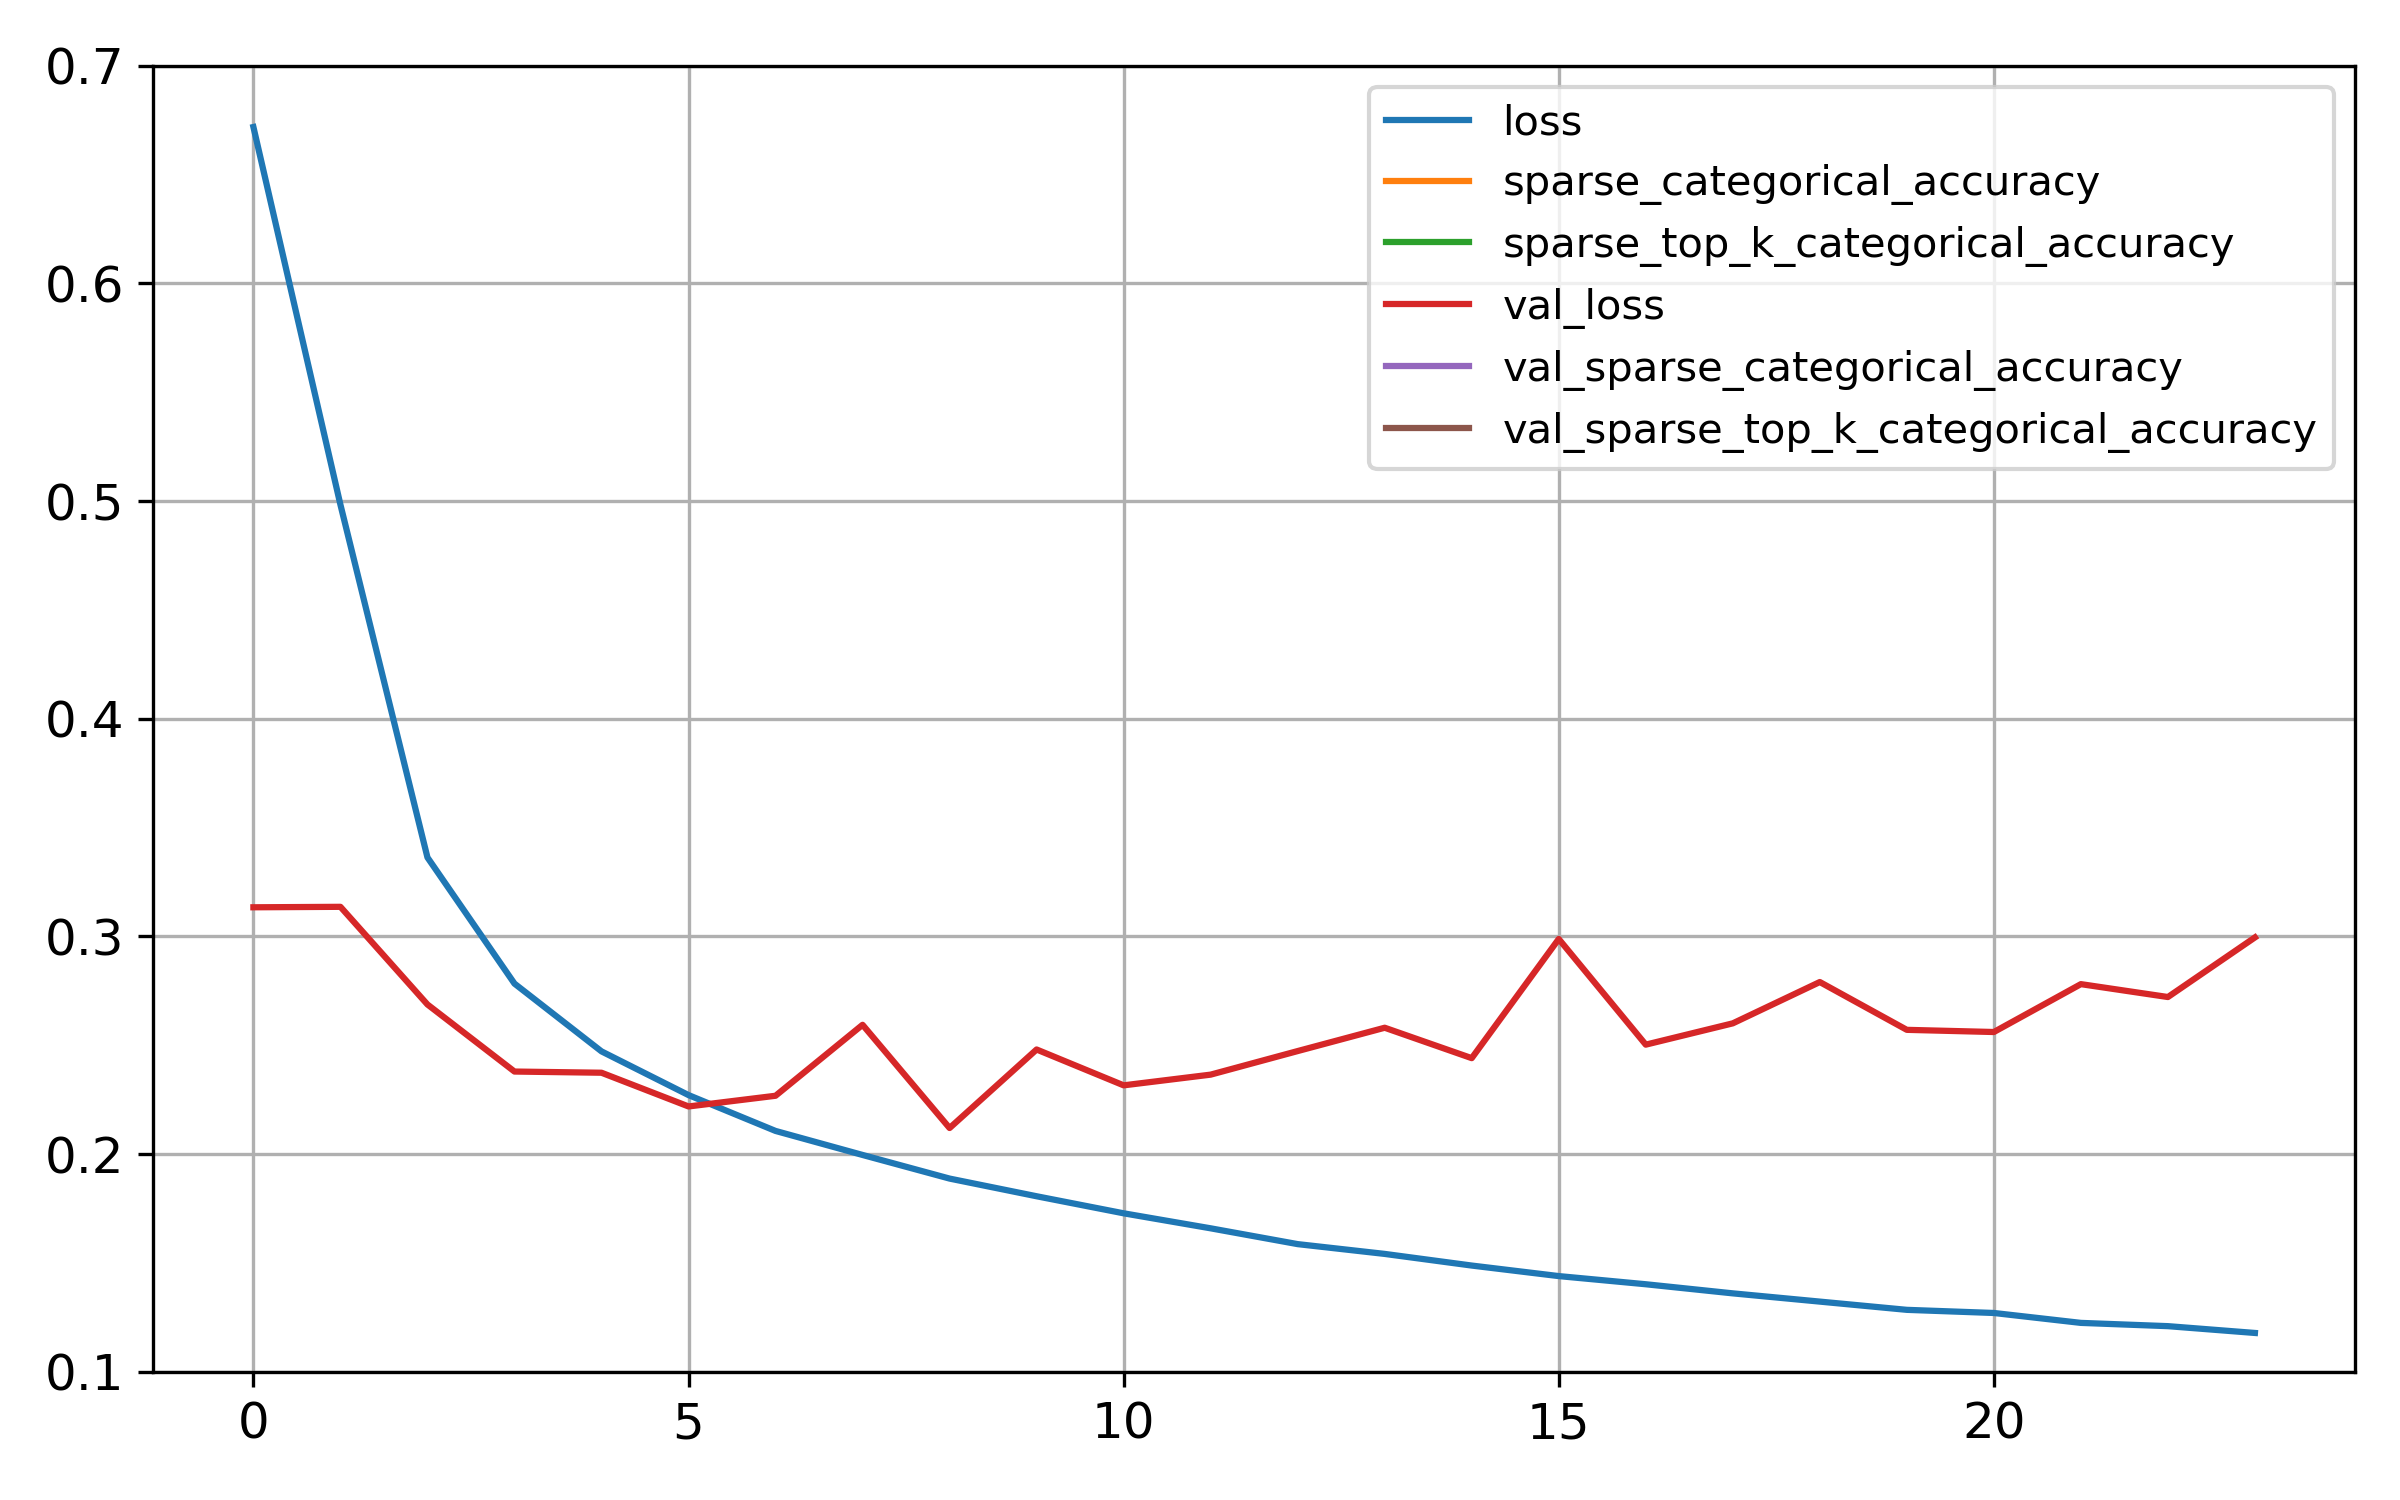 0.7
0.6
0.5
0.4
0.3
0.2
0.1
0 5 10 15 20
loss
sparse_categorical_accuracy
sparse_top_k_categorical_accuracy
val_loss
val_sparse_categorical_accuracy
val_sparse_top_k_categorical_accuracy